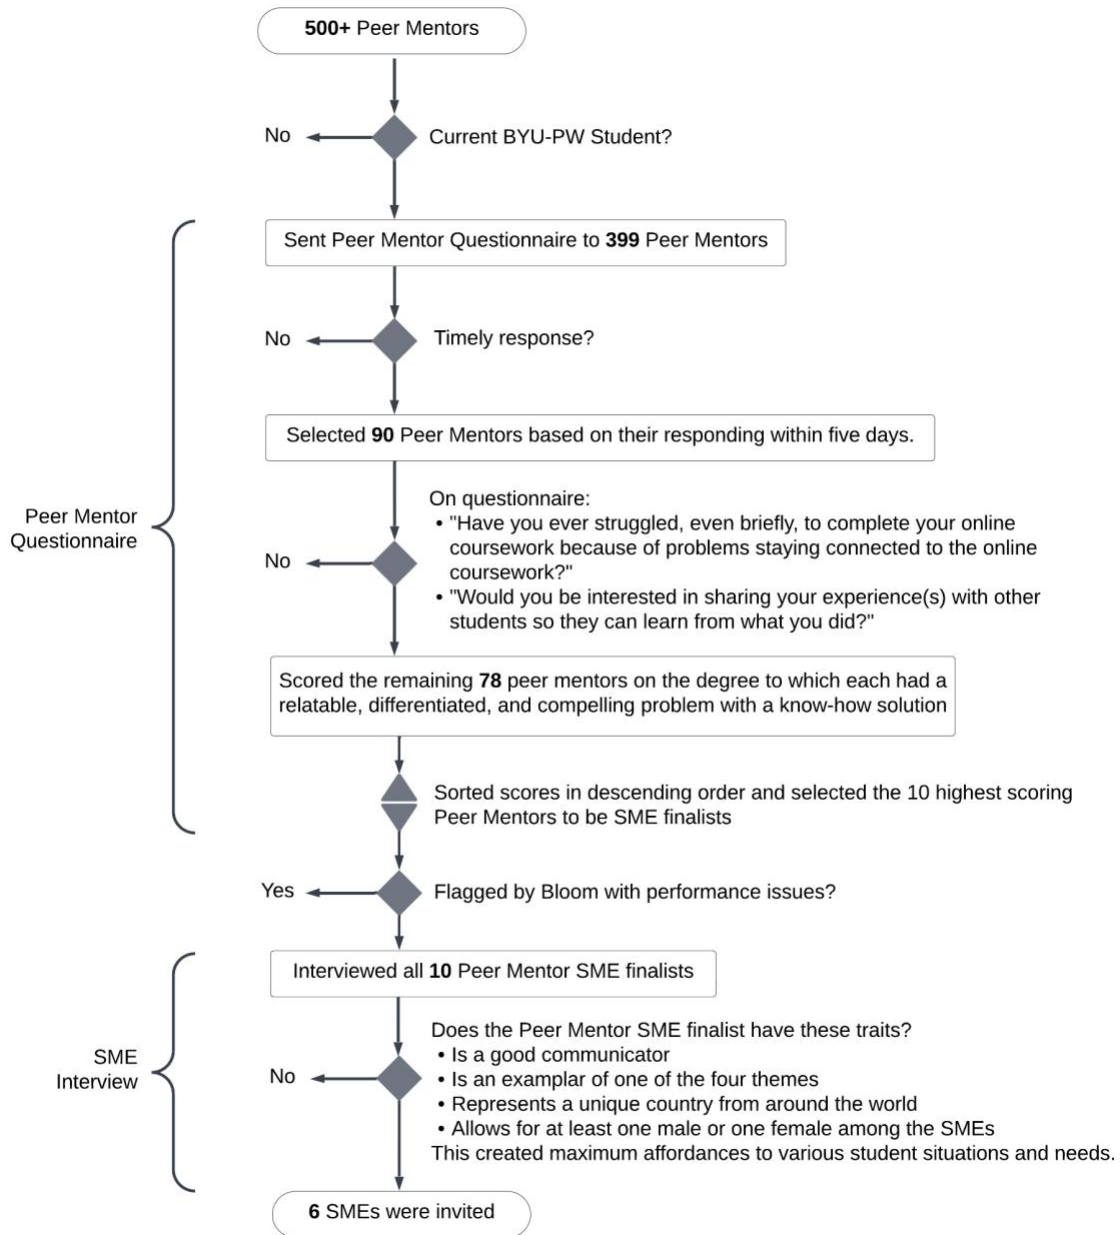 500+ Peer Mentors
No
Current BYU-PW Student?
Sent Peer Mentor Questionnaire to 399 Peer Mentors
No
Timely response?
Selected 90 Peer Mentors based on their responding within five days.
Peer Mentor
Questionnaire
No
On questionnaire:
• "Have you ever struggled, even briefly, to complete your online
coursework because of problems staying connected to the online
coursework?"
• "Would you be interested in sharing your experience(s) with other
students so they can learn from what you did?"
Scored the remaining 78 peer mentors on the degree to which each had a
relatable, differentiated, and compelling problem with a know-how solution
Sorted scores in descending order and selected the 10 highest scoring
Peer Mentors to be SME finalists
Yes
Flagged by Bloom with performance issues?
Interviewed all 10 Peer Mentor SME finalists
SME
Interview
No
Does the Peer Mentor SME finalist have these traits?
• Is a good communicator
• Is an examplar of one of the four themes
• Represents a unique country from around the world
• Allows for at least one male or one female among the SMEs
This created maximum affordances to various student situations and needs.
6 SMEs were invited